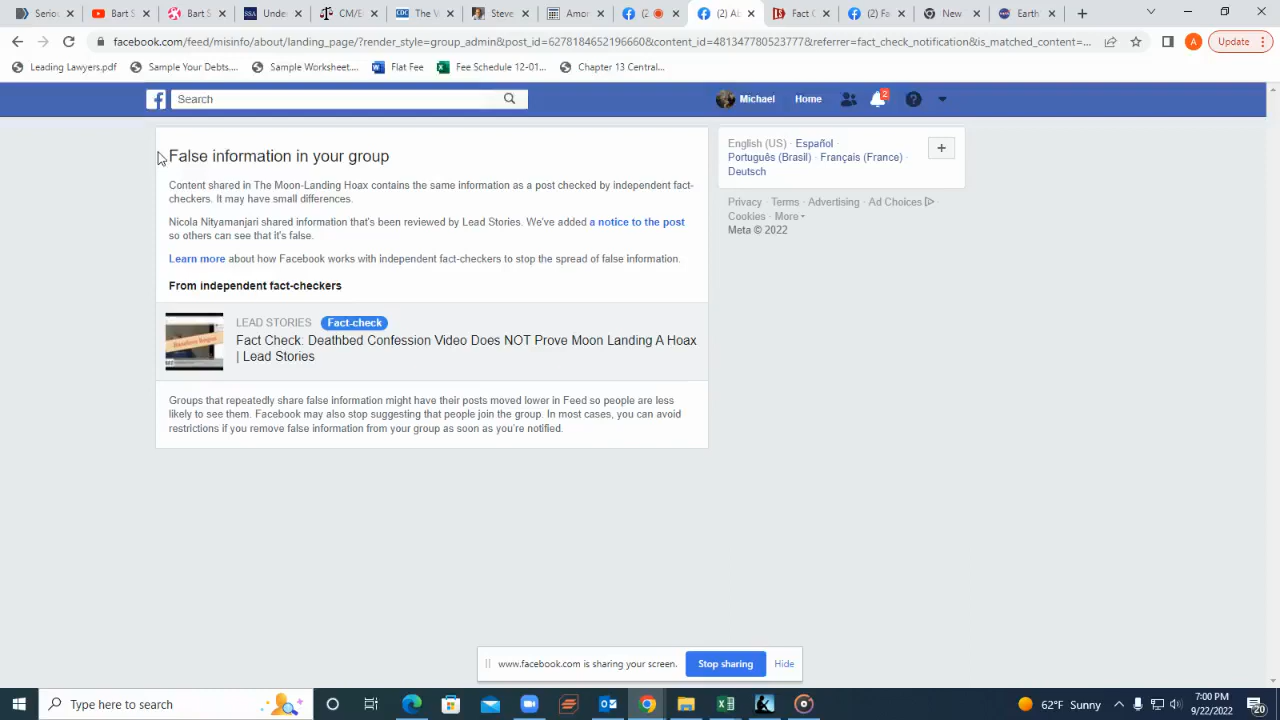 Serio
Bart S
Bart S
Under
CM/E
The V
Steve
Amor
(2
(2) Ab
Fact C
(2) Fa
New
Earth
facebook.com/feed/misinfo/about/landing_page/?render_style=group_admin&post_id=6278184652196660&content_id=481347780523777&referrer=fact_check_notification&is_matched_content=...
A
Update
Leading Lawyers.pdf
Sample Your Debts....
Sample Worksheet....
Flat Fee
Fee Schedule 12-01...
Chapter 13 Central...
Search
Michael
Home
2
False information in your group
Content shared in The Moon-Landing Hoax contains the same information as a post checked by independent fact-
checkers. It may have small differences.
Nicola Nityamanjari shared information that's been reviewed by Lead Stories. We've added a notice to the post
so others can see that it's false.
Learn more about how Facebook works with independent fact-checkers to stop the spread of false information.
From independent fact-checkers
LEAD STORIES Fact-check
Fact Check: Deathbed Confession Video Does NOT Prove Moon Landing A Hoax
| Lead Stories
Groups that repeatedly share false information might have their posts moved lower in Feed so people are less
likely to see them. Facebook may also stop suggesting that people join the group. In most cases, you can avoid
restrictions if you remove false information from your group as soon as you're notified.
English (US) · Español ·
Português (Brasil) · Français (France) ·
Deutsch
Privacy · Terms · Advertising · Ad Choices ·
Cookies · More
Meta © 2022
www.facebook.com is sharing your screen.
Stop sharing
Hide
Type here to search
62°F Sunny
7:00 PM
9/22/2022
20